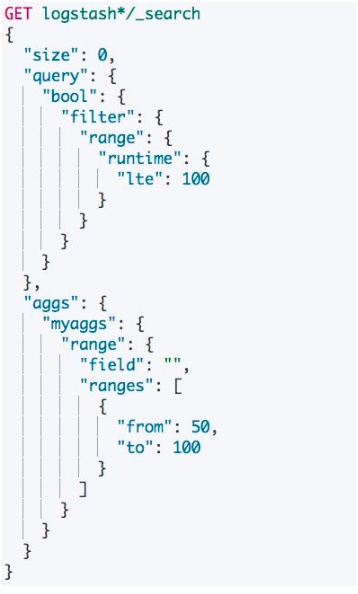 GET logstash*/_search
{
  "size": 0,
  "query": {
    "bool": {
      "filter": {
        "range": {
          "runtime": {
            "lte": 100
          }
        }
      }
    }
  },
  "aggs": {
    "myaggs": {
      "range": {
        "field": "",
        "ranges": [
          {
            "from": 50,
            "to": 100
          }
        ]
      }
    }
  }
}